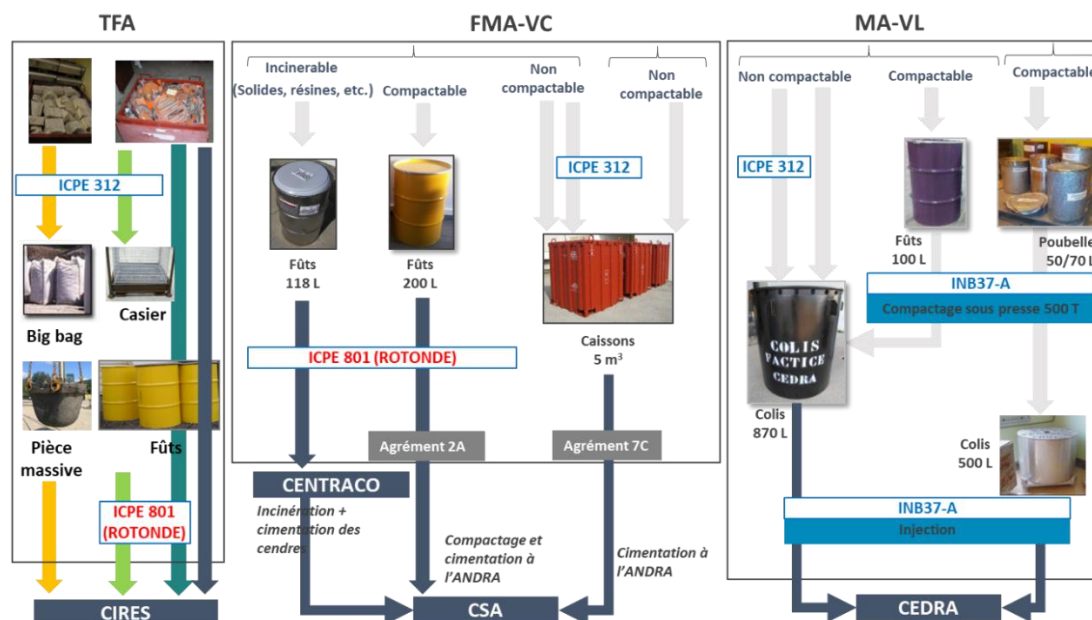 TFA
FMA-VC
MA-VL
ICPE 312
Big bag
Casier
Pièce
massive
Fûts
ICPE 801
(ROTONDE)
CIRES
Incinerable
(Solides, résines, etc.)
Compactable
Non
compactable
Non
compactable
ICPE 312
Fûts
118 L
Fûts
200 L
Caissons
5 m³
ICPE 801 (ROTONDE)
Agrément 2A
Agrément 7C
CENTRACO
Incinération +
cimentation des
cendres
Compactage et
cimentation à
l'ANDRA
Cimentation à
l'ANDRA
CSA
Non compactable
Compactable
Compactable
ICPE 312
Fûts
100 L
Poubelle
50/70 L
INB37-A
Compactage sous presse 500 T
COLIS
FACTICE
CEDRA
Colis
870 L
Colis
500 L
INB37-A
Injection
CEDRA